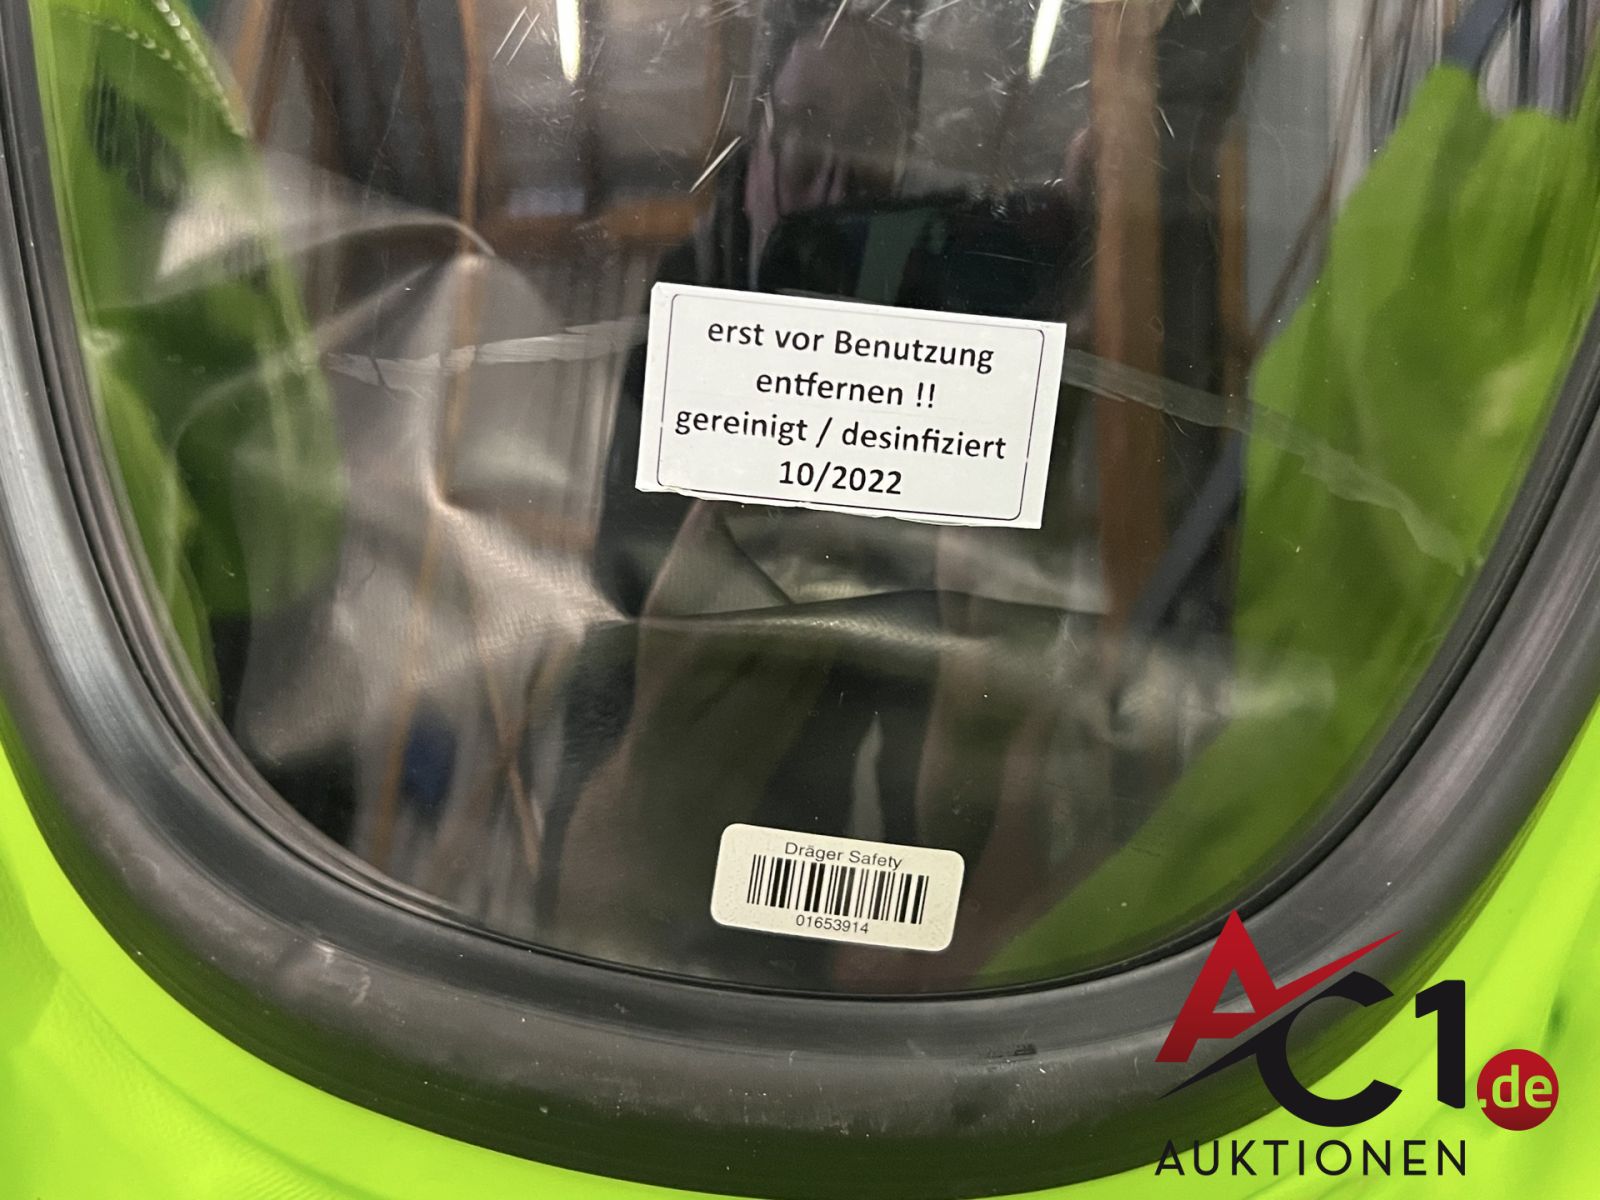 erst vor Benutzung
entfernen !!
gereinigt / desinfiziert
10/2022
Dräger Safety
01653914
AC1.de
AUKTIONEN